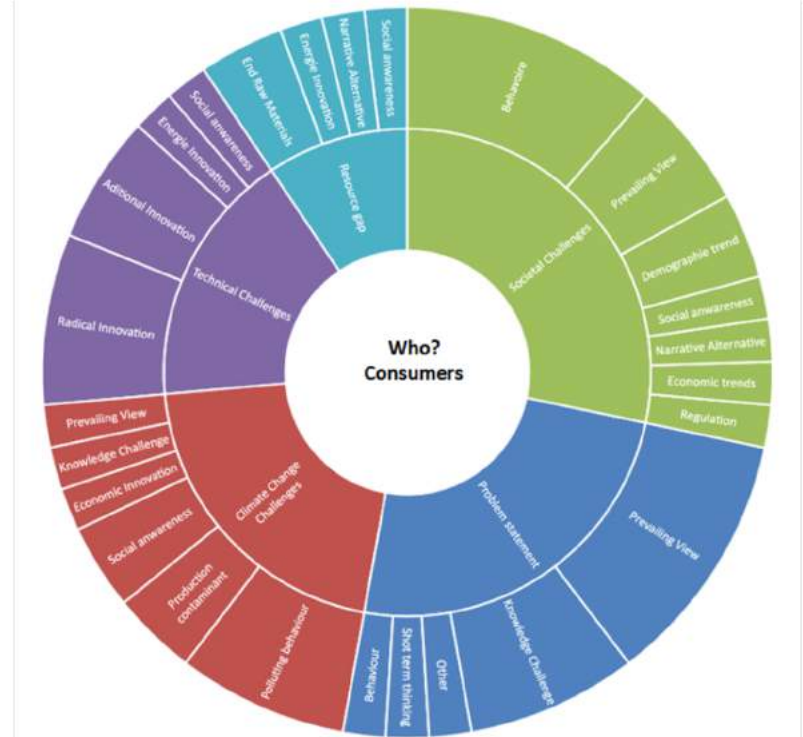 Who?
Consumers
Societal Challenges
Behavoire
Prevailing View
Demographie trend
Social anwareness
Narrative Alternative
Economic trends
Regulation
Problem statement
Prevailing View
Knowledge Challenge
Other
Shot term thinking
Behaviour
Climate Change
Challenges
Polluting behaviour
Production
contaminant
Social anwareness
Economic Innovation
Knowledge Challenge
Prevailing View
Technical Challenges
Radical Innovation
Aditional Innovation
Energie Innovation
Social anwareness
Resource gap
End Raw Materials
Energie Innovation
Narrative Alternative
Social anwareness